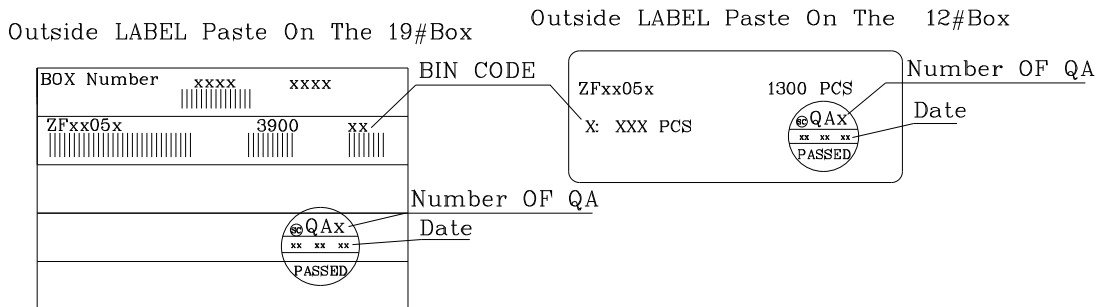 Outside LABEL Paste On The 19#Box
BOX Number xxxx xxxx
ZFxx05x 3900 xx
BIN CODE
Number OF QA
Date
SC QAx
xx xx xx
PASSED
Outside LABEL Paste On The 12#Box
ZFxx05x 1300 PCS
X: XXX PCS
Number OF QA
Date
SC QAx
xx xx xx
PASSED